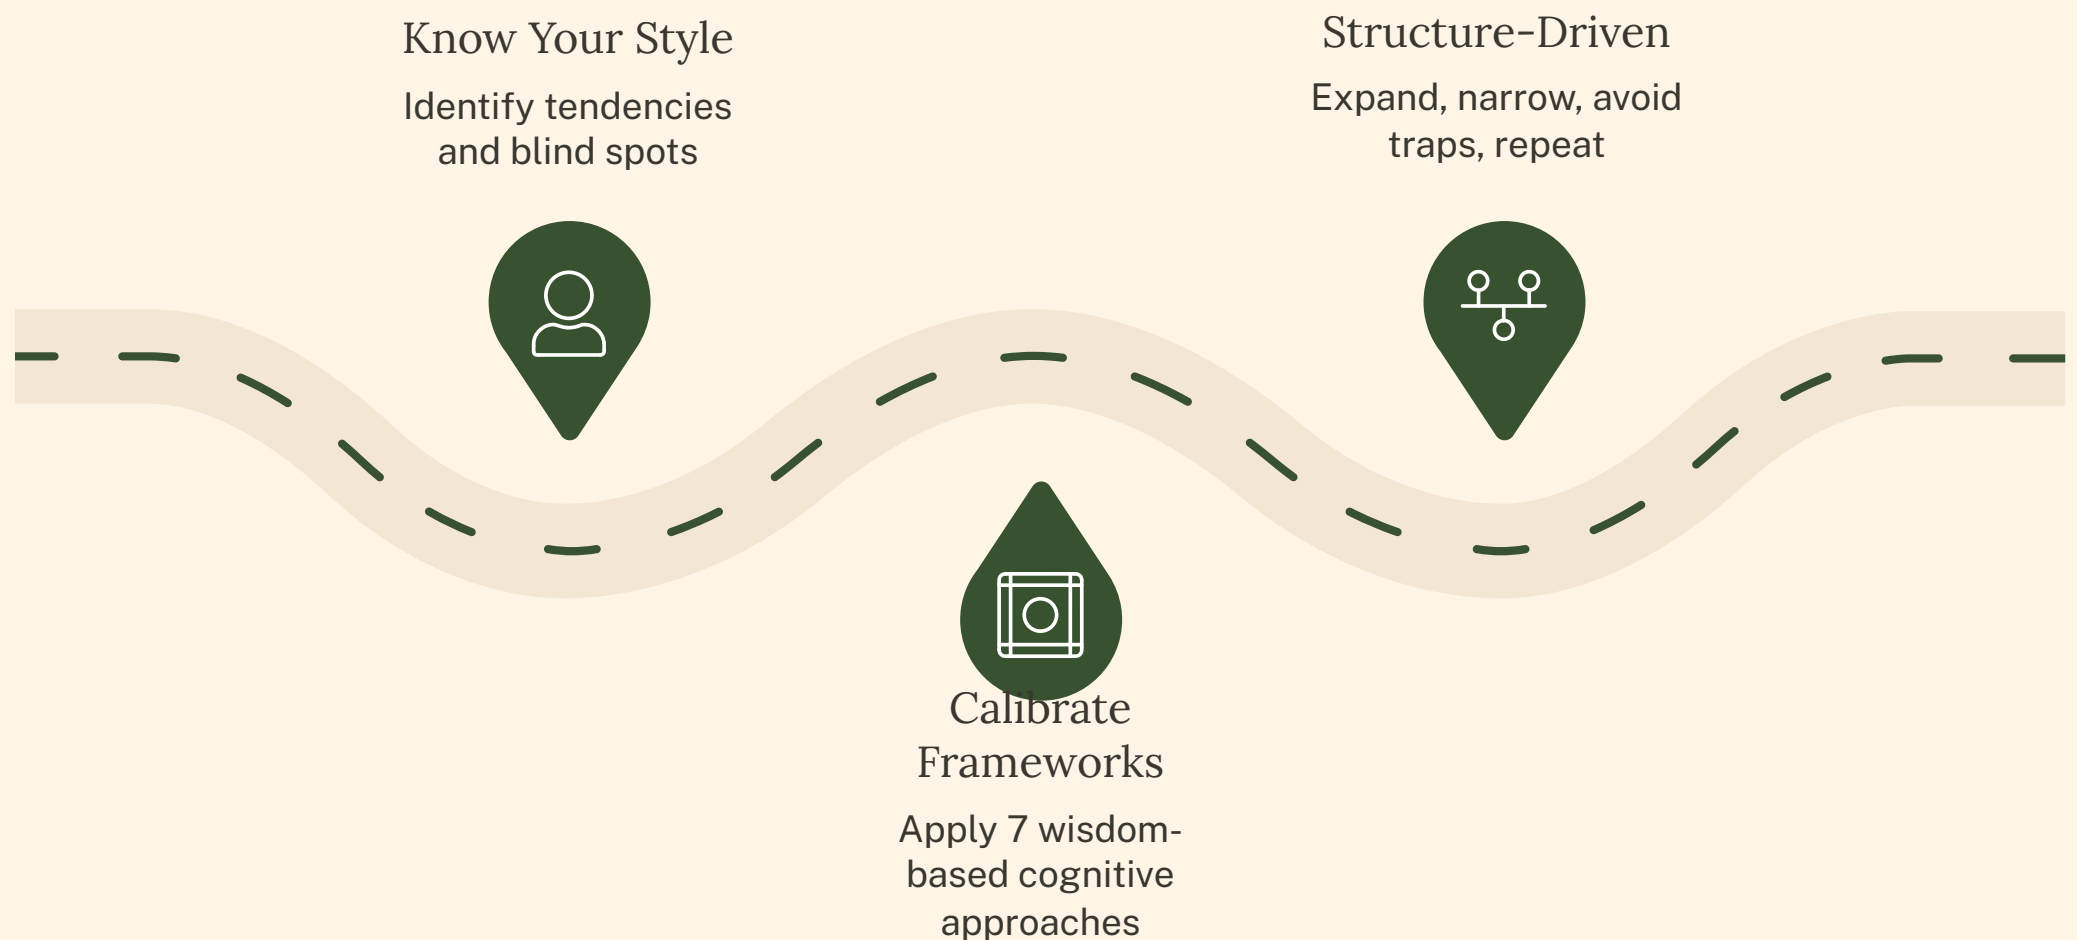 Know Your Style
Identify tendencies
and blind spots
Structure-Driven
Expand, narrow, avoid
traps, repeat
Calibrate
Frameworks
Apply 7 wisdom-
based cognitive
approaches